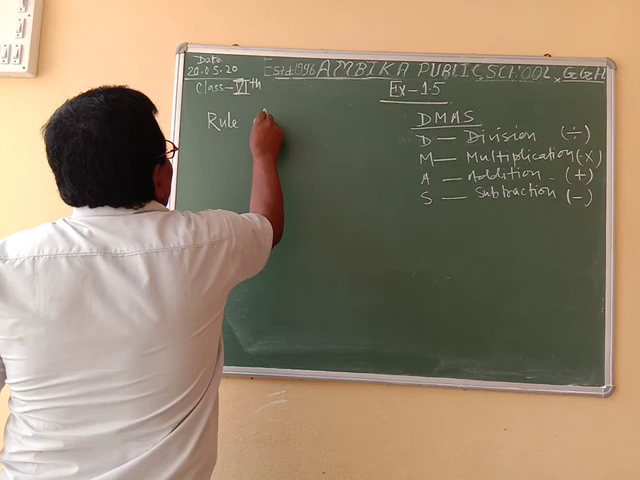 Date
20.05.20
Estd:1996 AMBIKA PUBLIC SCHOOL,
Class-VIth
Ex-1.5
Rule
DMAS
D — Division (÷)
M — Multiplication (×)
A — Addition - (+)
S — Subtraction (-)